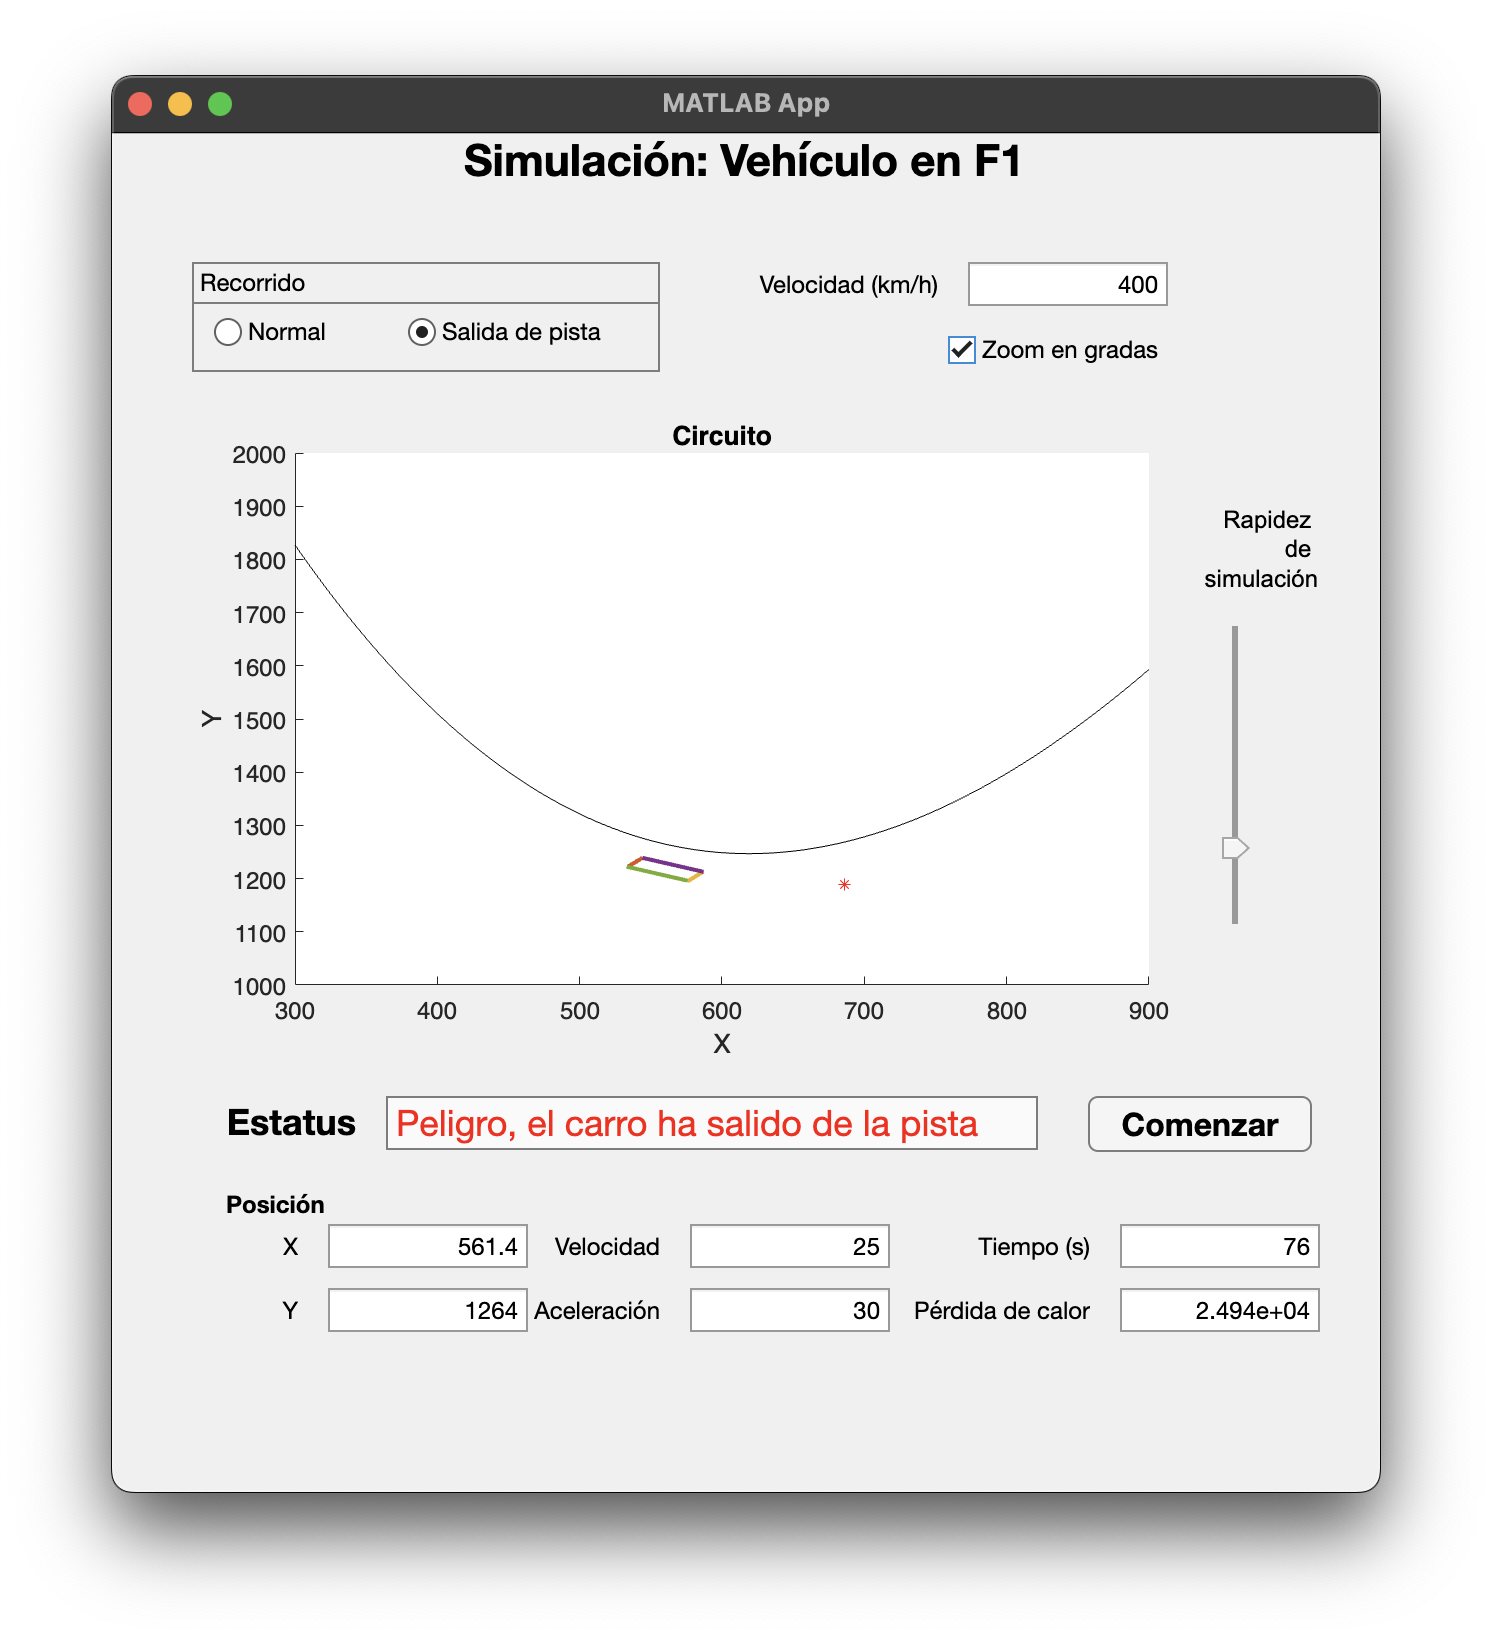 MATLAB App
Simulación: Vehículo en F1
Recorrido
Normal
Salida de pista
Velocidad (km/h)
400
Zoom en gradas
Circuito
2000
1900
1800
1700
1600
1500
1400
1300
1200
1100
1000
Y
300 400 500 600 700 800 900
X
Rapidez
de
simulación
Estatus
Peligro, el carro ha salido de la pista
Comenzar
Posición
X 561.4 Velocidad 25 Tiempo (s) 76
Y 1264 Aceleración 30 Pérdida de calor 2.494e+04